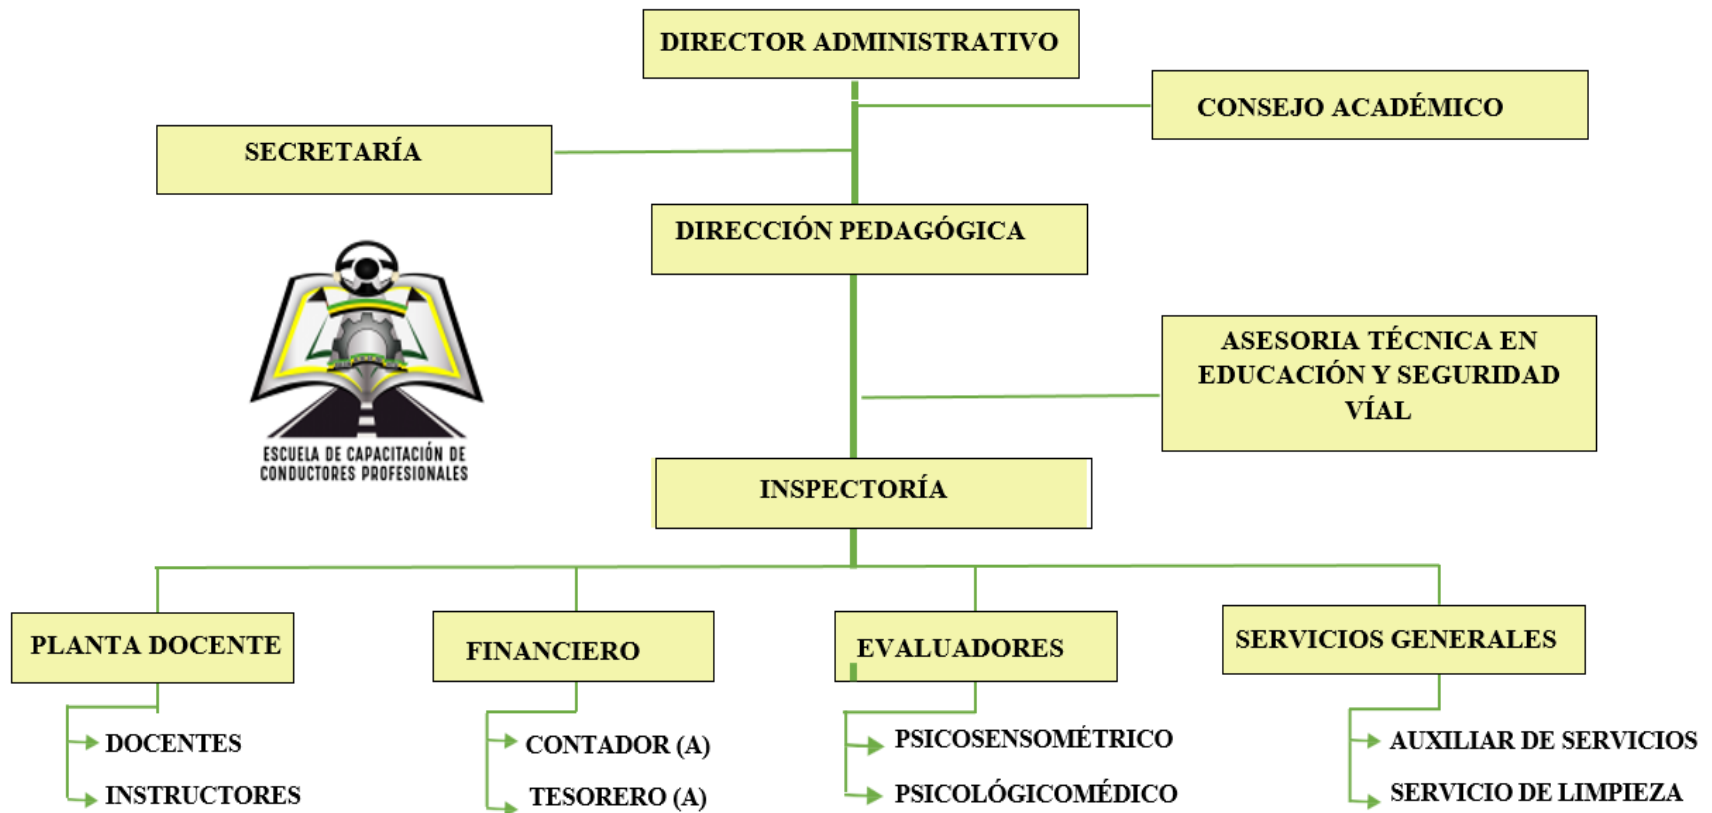 DIRECTOR ADMINISTRATIVO
CONSEJO ACADÉMICO
SECRETARÍA
DIRECCIÓN PEDAGÓGICA
ASESORIA TÉCNICA EN
EDUCACIÓN Y SEGURIDAD
VÍAL
ESCUELA DE CAPACITACIÓN DE
CONDUCTORES PROFESIONALES
INSPECTORÍA
PLANTA DOCENTE
DOCENTES
INSTRUCTORES
FINANCIERO
CONTADOR (A)
TESORERO (A)
EVALUADORES
PSICOSENSOMÉTRICO
PSICOLÓGICOMÉDICO
SERVICIOS GENERALES
AUXILIAR DE SERVICIOS
SERVICIO DE LIMPIEZA